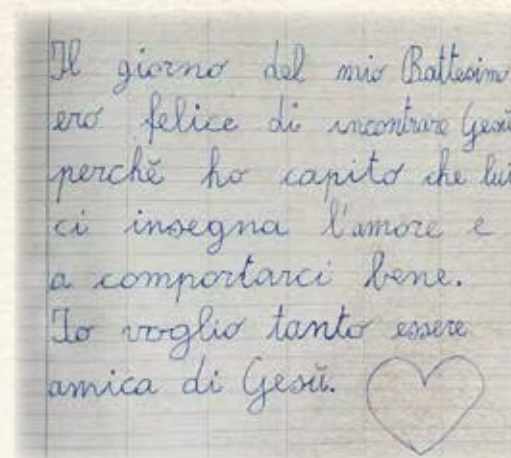 Il giorno del mio Battesimo
ero felice di incontrare Gesù
perchè ho capito che lui
ci insegna l'amore e
a comportarci bene.
Io voglio tanto essere
amica di Gesù.